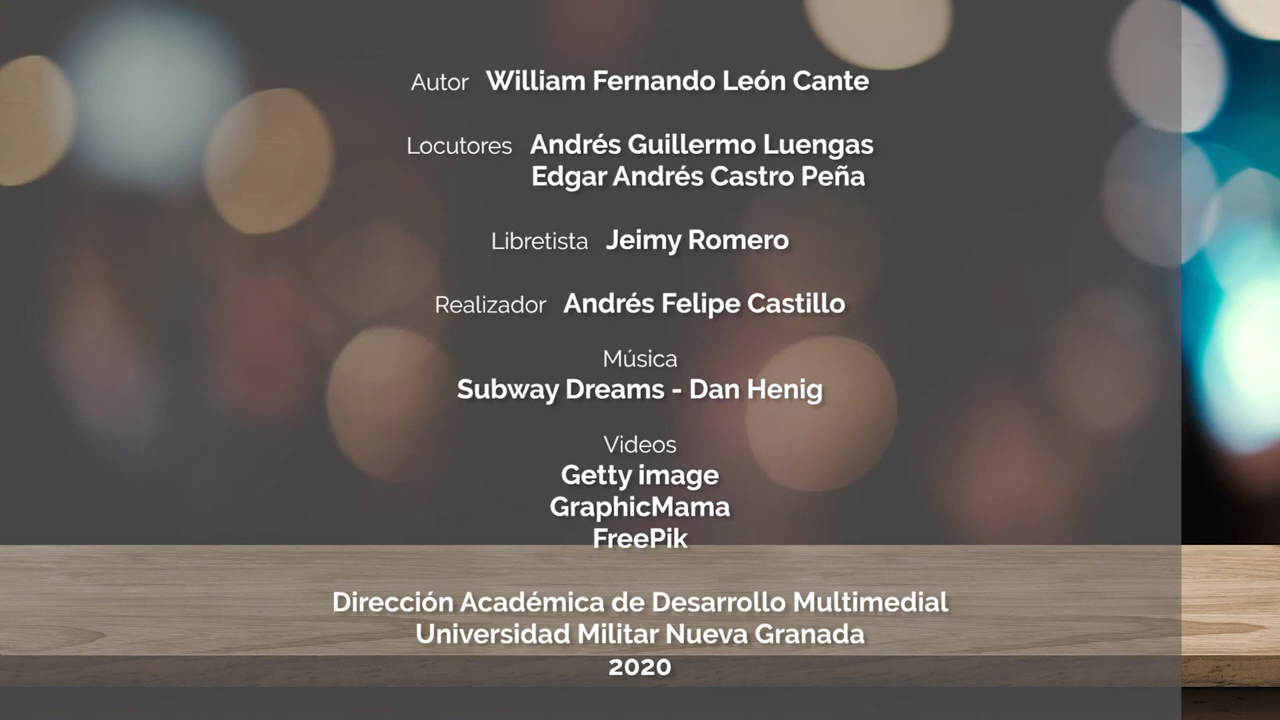 Autor William Fernando León Cante
Locutores Andrés Guillermo Luengas
Edgar Andrés Castro Peña
Libretista Jeimy Romero
Realizador Andrés Felipe Castillo
Música
Subway Dreams - Dan Henig
Videos
Getty image
GraphicMama
FreePik
Dirección Académica de Desarrollo Multimedial
Universidad Militar Nueva Granada
2020